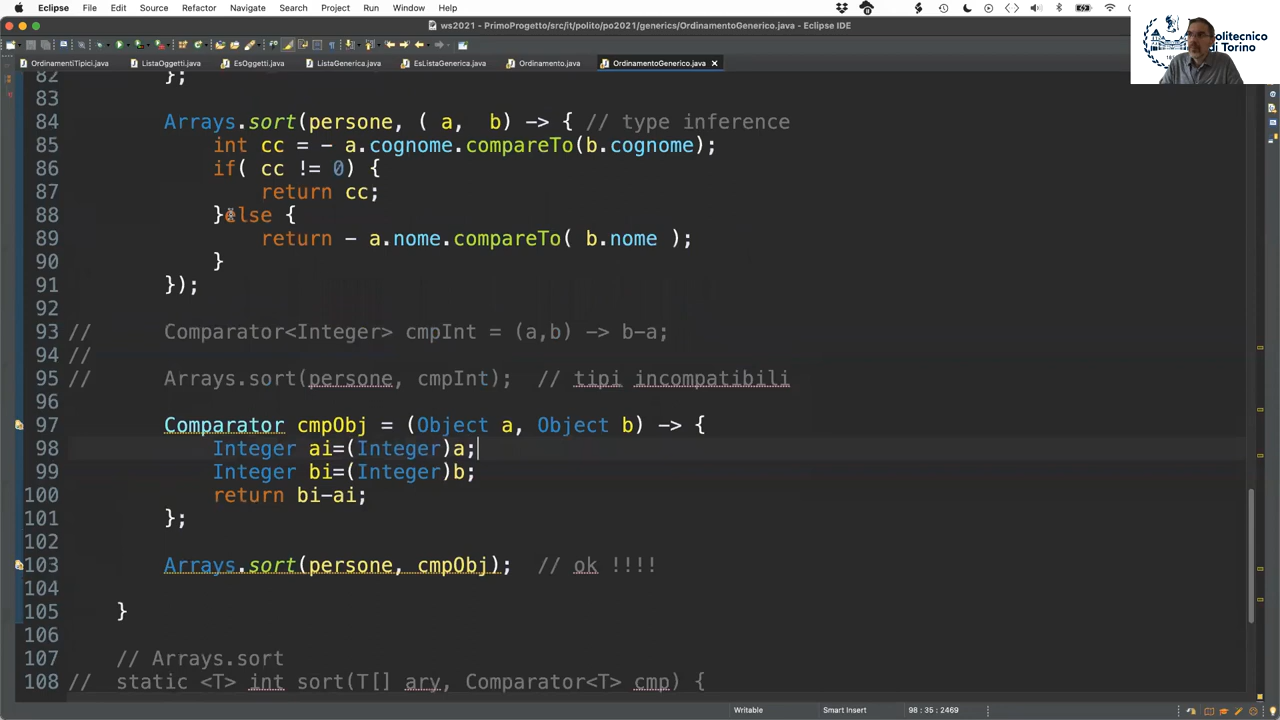 Eclipse File Edit Source Refactor Navigate Search Project Run Window Help
ws2021 - PrimoProgetto/src/it/polito/po2021/generics/OrdinamentoGenerico.java - Eclipse IDE
Politecnico
di Torino
OrdinamentiTipici.java ListaOggetti.java EsOggetti.java ListaGenerica.java EsListaGenerica.java Ordinamento.java OrdinamentoGenerico.java
82 };
83
84 Arrays.sort(persone, ( a, b) -> { // type inference
85 int cc = - a.cognome.compareTo(b.cognome);
86 if( cc != 0) {
87 return cc;
88 }else {
89 return - a.nome.compareTo( b.nome );
90 }
91 });
92
93 // Comparator<Integer> cmpInt = (a,b) -> b-a;
94 //
95 // Arrays.sort(persone, cmpInt); // tipi incompatibili
96
97 Comparator cmpObj = (Object a, Object b) -> {
98 Integer ai=(Integer)a;
99 Integer bi=(Integer)b;
100 return bi-ai;
101 };
102
103 Arrays.sort(persone, cmpObj); // ok !!!!
104
105 }
106
107 // Arrays.sort
108 // static <T> int sort(T[] ary, Comparator<T> cmp) {
Writable Smart Insert 98 : 35 : 2469